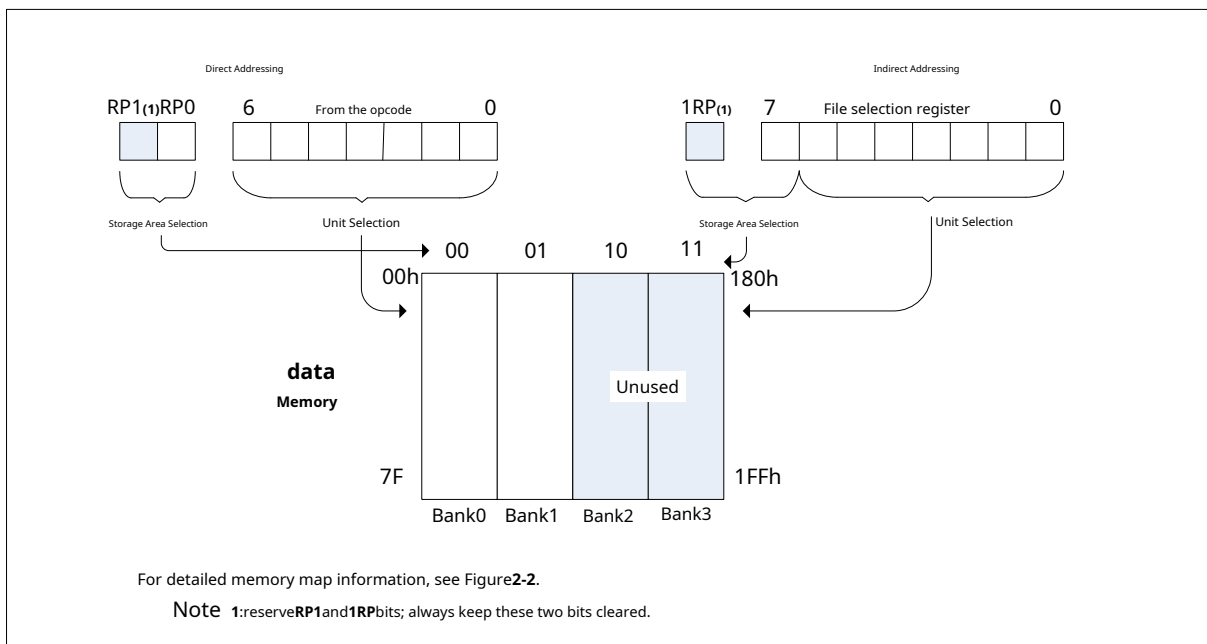 Direct Addressing
Indirect Addressing
RP1(1)RP0 6 From the opcode 0
1RP(1) 7 File selection register 0
Storage Area Selection
Unit Selection
Storage Area Selection
Unit Selection
00 01 10 11
00h
180h
data
Memory
Unused
7F
1FFh
Bank0 Bank1 Bank2 Bank3
For detailed memory map information, see Figure2-2.
Note 1:reserveRP1and1RPbits; always keep these two bits cleared.